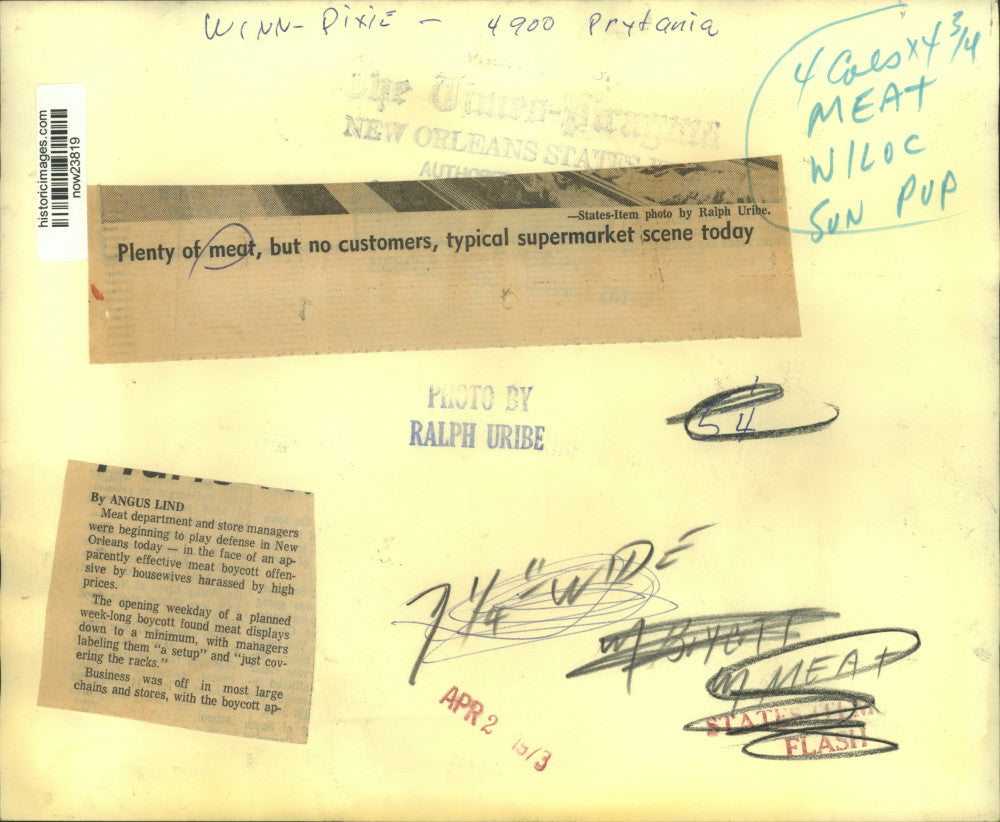 WINN-DIXIE - 4900 Prytania
4 Cols x 4 3/4
MEAT
W/LOC
SUN PUP
historicimages.com
now23819
The Times-Picayune
NEW ORLEANS STATES-
—States-Item photo by Ralph Uribe.
Plenty of meat, but no customers, typical supermarket scene today
PHOTO BY
RALPH URIBE
54
By ANGUS LIND
Meat department and store managers
were beginning to play defense in New
Orleans today — in the face of an ap-
parently effective meat boycott offen-
sive by housewives harassed by high
prices.
The opening weekday of a planned
week-long boycott found meat displays
down to a minimum, with managers
labeling them "a setup" and "just cov-
ering the racks."
Business was off in most large
chains and stores, with the boycott ap-
7 1/4" WIDE
W/ BOYCOTT
MEAT
APR 2 1973
STATES-ITEM
FLASH